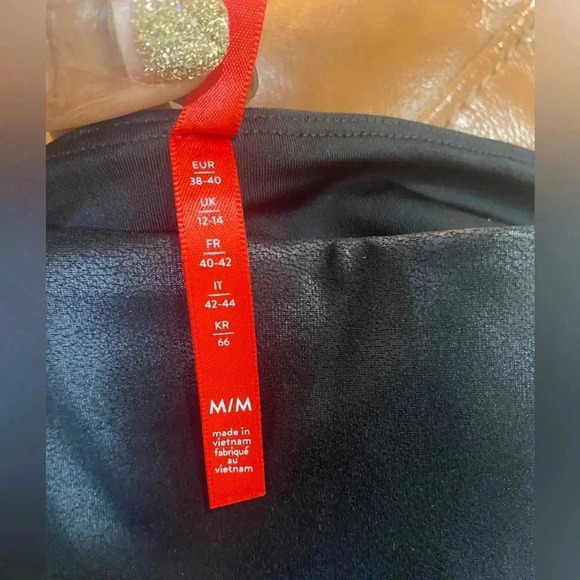 EUR
38-40
UK
12-14
FR
40-42
IT
42-44
KR
66
M/M
made in
vietnam
fabriqué
au
vietnam